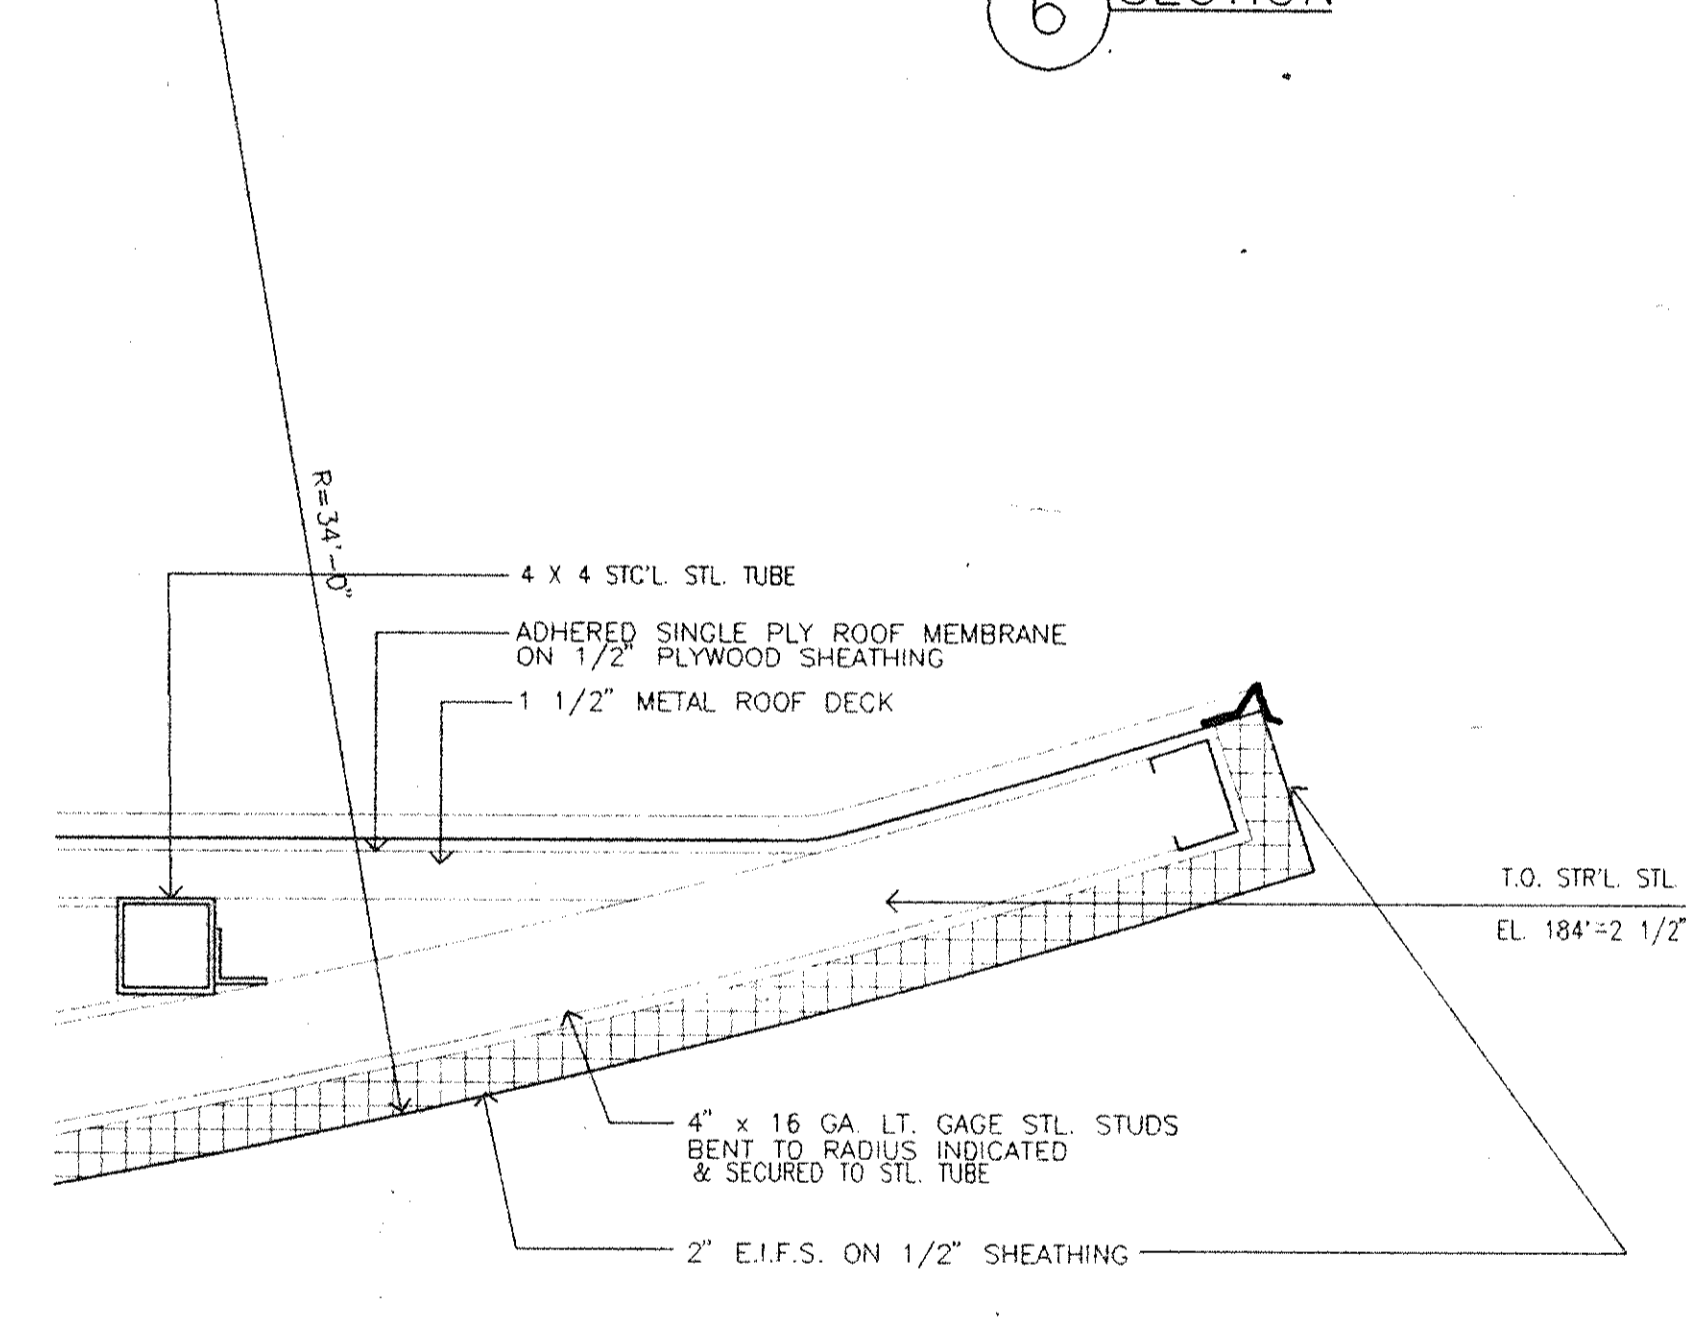 6 SECTION
R=34'-0"
4 X 4 STC'L. STL. TUBE
ADHERED SINGLE PLY ROOF MEMBRANE
ON 1/2" PLYWOOD SHEATHING
1 1/2" METAL ROOF DECK
T.O. STR'L. STL.
EL. 184'=2 1/2"
4" x 16 GA. LT. GAGE STL. STUDS
BENT TO RADIUS INDICATED
& SECURED TO STL. TUBE
2" E.I.F.S. ON 1/2" SHEATHING